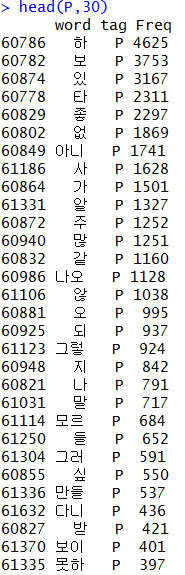 > head(P,30)
word tag Freq
60786 하 P 4625
60782 보 P 3753
60874 있 P 3167
60778 타 P 2311
60829 좋 P 2297
60802 없 P 1869
60849 아니 P 1741
61186 사 P 1628
60864 가 P 1501
61331 알 P 1327
60872 주 P 1252
60940 많 P 1251
60832 같 P 1160
60986 나오 P 1128
61106 않 P 1038
60881 오 P 995
60925 되 P 937
61123 그렇 P 924
60948 지 P 842
60821 나 P 791
61031 말 P 717
61114 모르 P 684
61250 들 P 652
61304 그러 P 591
60855 싶 P 550
61336 만들 P 537
61632 다니 P 436
60827 받 P 421
61370 보이 P 401
61335 못하 P 397